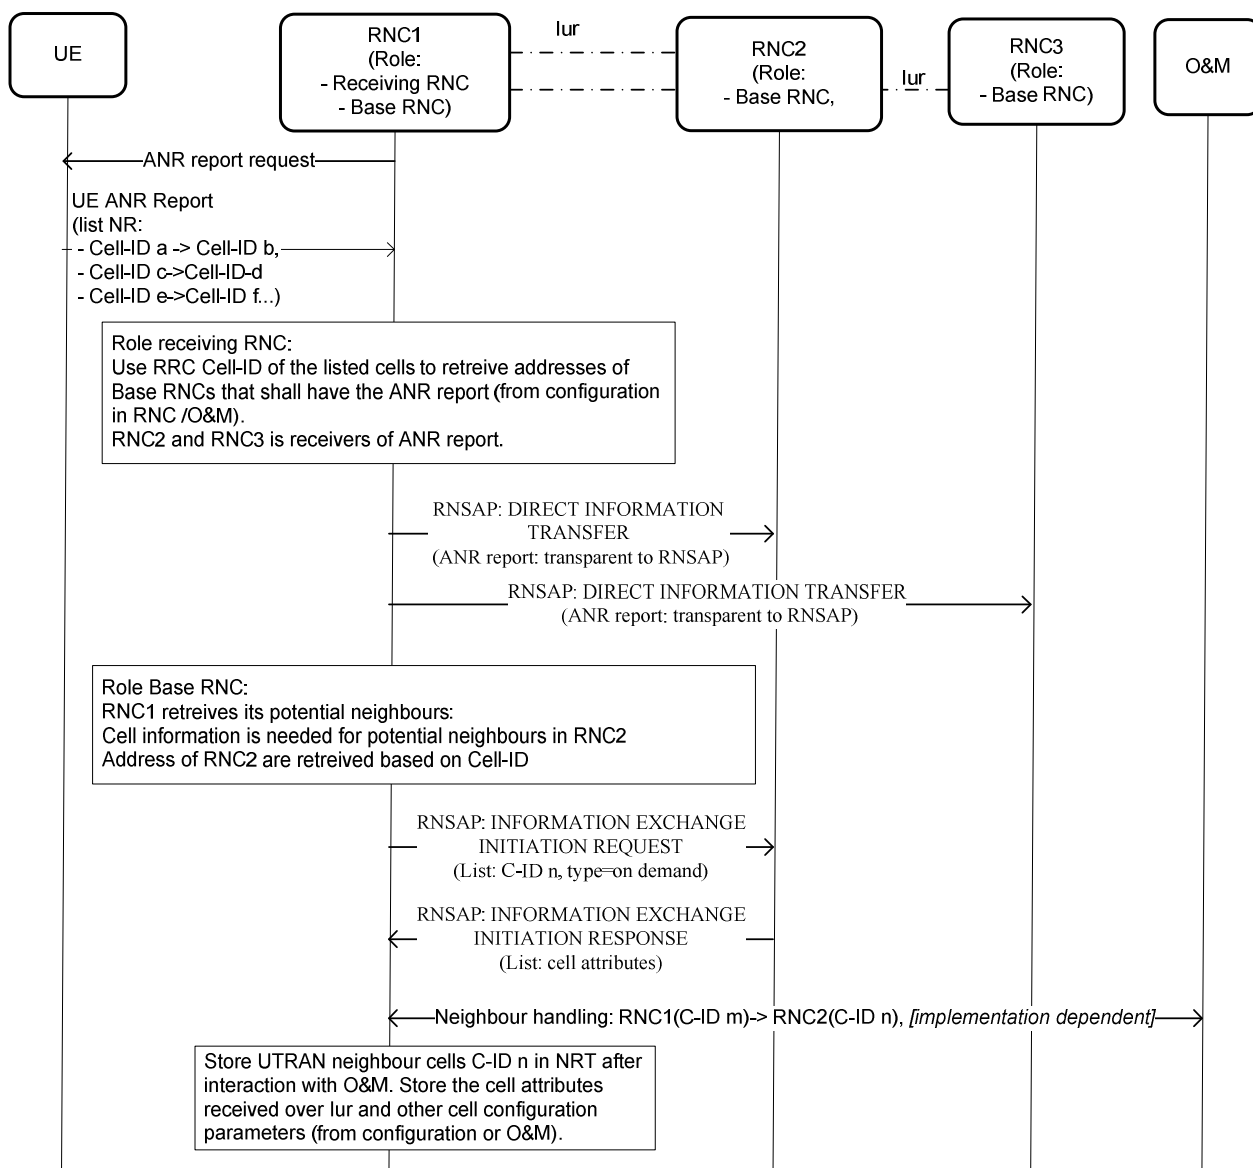 UE
RNC1
(Role:
- Receiving RNC
- Base RNC)
Iur
RNC2
(Role:
- Base RNC,
Iur
RNC3
(Role:
- Base RNC)
O&M
ANR report request
UE ANR Report
(list NR:
- Cell-ID a -> Cell-ID b,
- Cell-ID c->Cell-ID-d
- Cell-ID e->Cell-ID f...)
Role receiving RNC:
Use RRC Cell-ID of the listed cells to retreive addresses of
Base RNCs that shall have the ANR report (from configuration
in RNC /O&M).
RNC2 and RNC3 is receivers of ANR report.
RNSAP: DIRECT INFORMATION
TRANSFER
(ANR report: transparent to RNSAP)
RNSAP: DIRECT INFORMATION TRANSFER
(ANR report: transparent to RNSAP)
Role Base RNC:
RNC1 retreives its potential neighbours:
Cell information is needed for potential neighbours in RNC2
Address of RNC2 are retreived based on Cell-ID
RNSAP: INFORMATION EXCHANGE
INITIATION REQUEST
(List: C-ID n, type=on demand)
RNSAP: INFORMATION EXCHANGE
INITIATION RESPONSE
(List: cell attributes)
Neighbour handling: RNC1(C-ID m)-> RNC2(C-ID n), [implementation dependent]
Store UTRAN neighbour cells C-ID n in NRT after
interaction with O&M. Store the cell attributes
received over Iur and other cell configuration
parameters (from configuration or O&M).